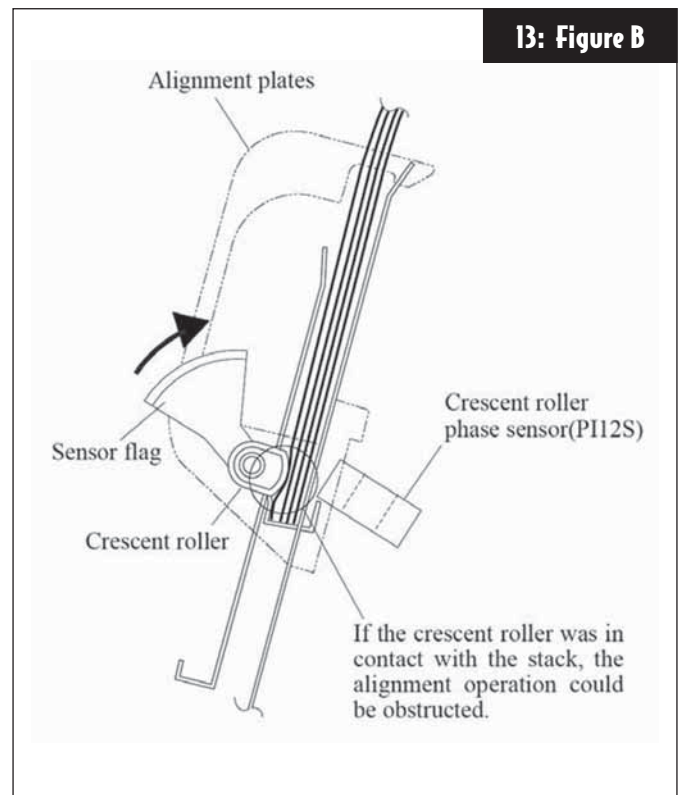 13: Figure B
Alignment plates
Sensor flag
Crescent roller
phase sensor(PI12S)
Crescent roller
If the crescent roller was in
contact with the stack, the
alignment operation could
be obstructed.